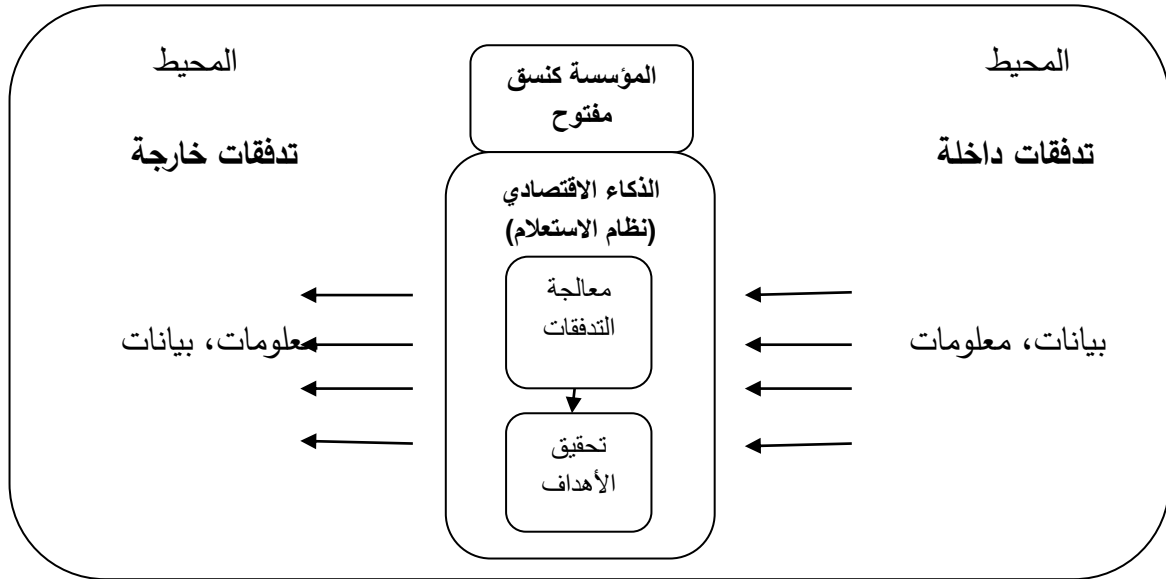 المحيط
تدفقات داخلة
بيانات، معلومات
المؤسسة كنسق
مفتوح
الذكاء الاقتصادي
(نظام الاستعلام)
معالجة
التدفقات
تحقيق
الأهداف
المحيط
تدفقات خارجة
معلومات، بيانات